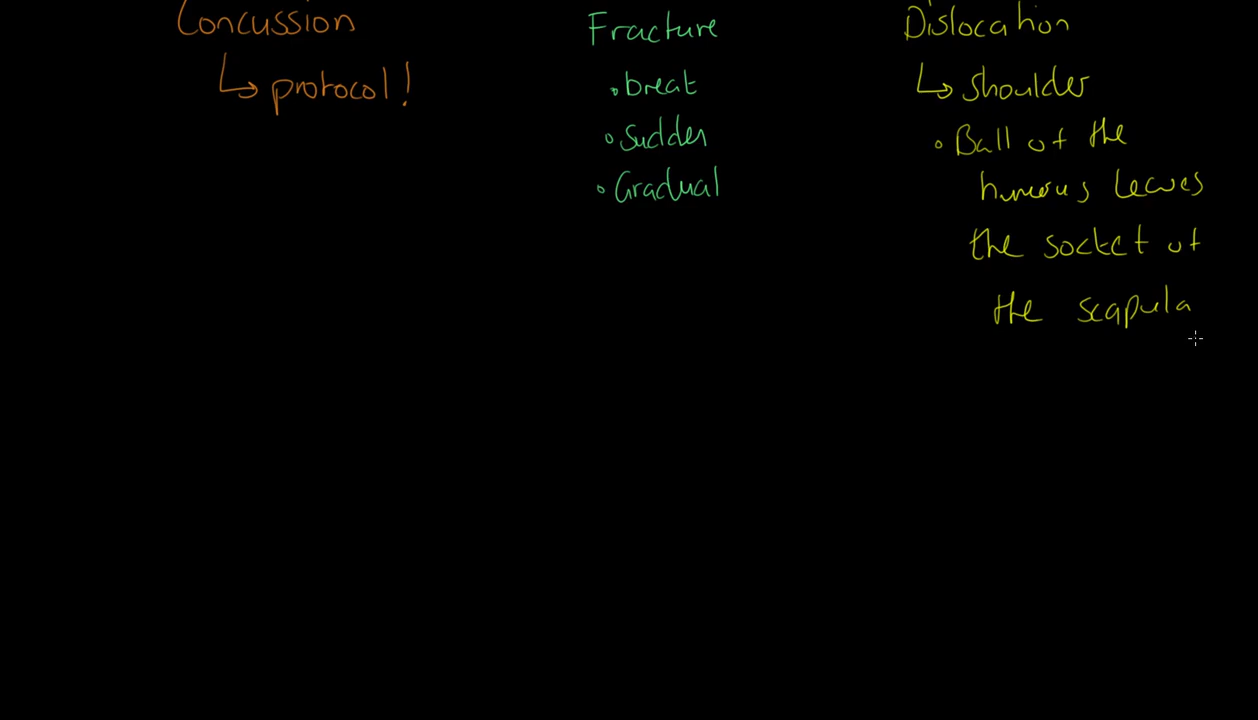 Concussion
↳ protocol!
Fracture
• break
• Sudden
• Gradual
Dislocation
↳ shoulder
• Ball of the
humerus leaves
the socket of
the scapula